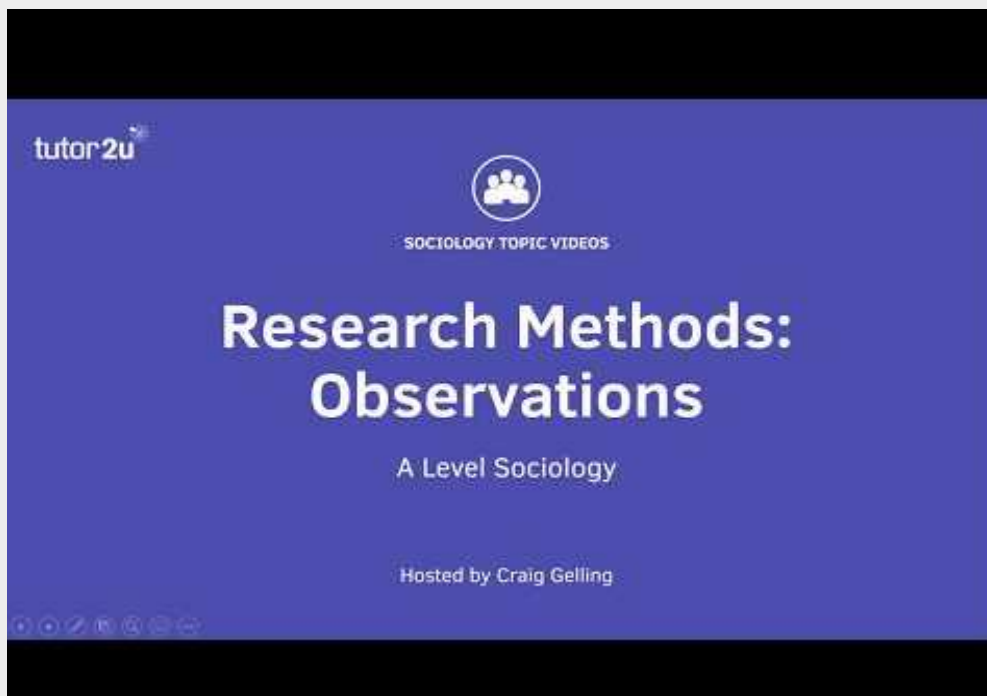 tutor2u
SOCIOLOGY TOPIC VIDEOS
Research Methods:
Observations
A Level Sociology
Hosted by Craig Gelling